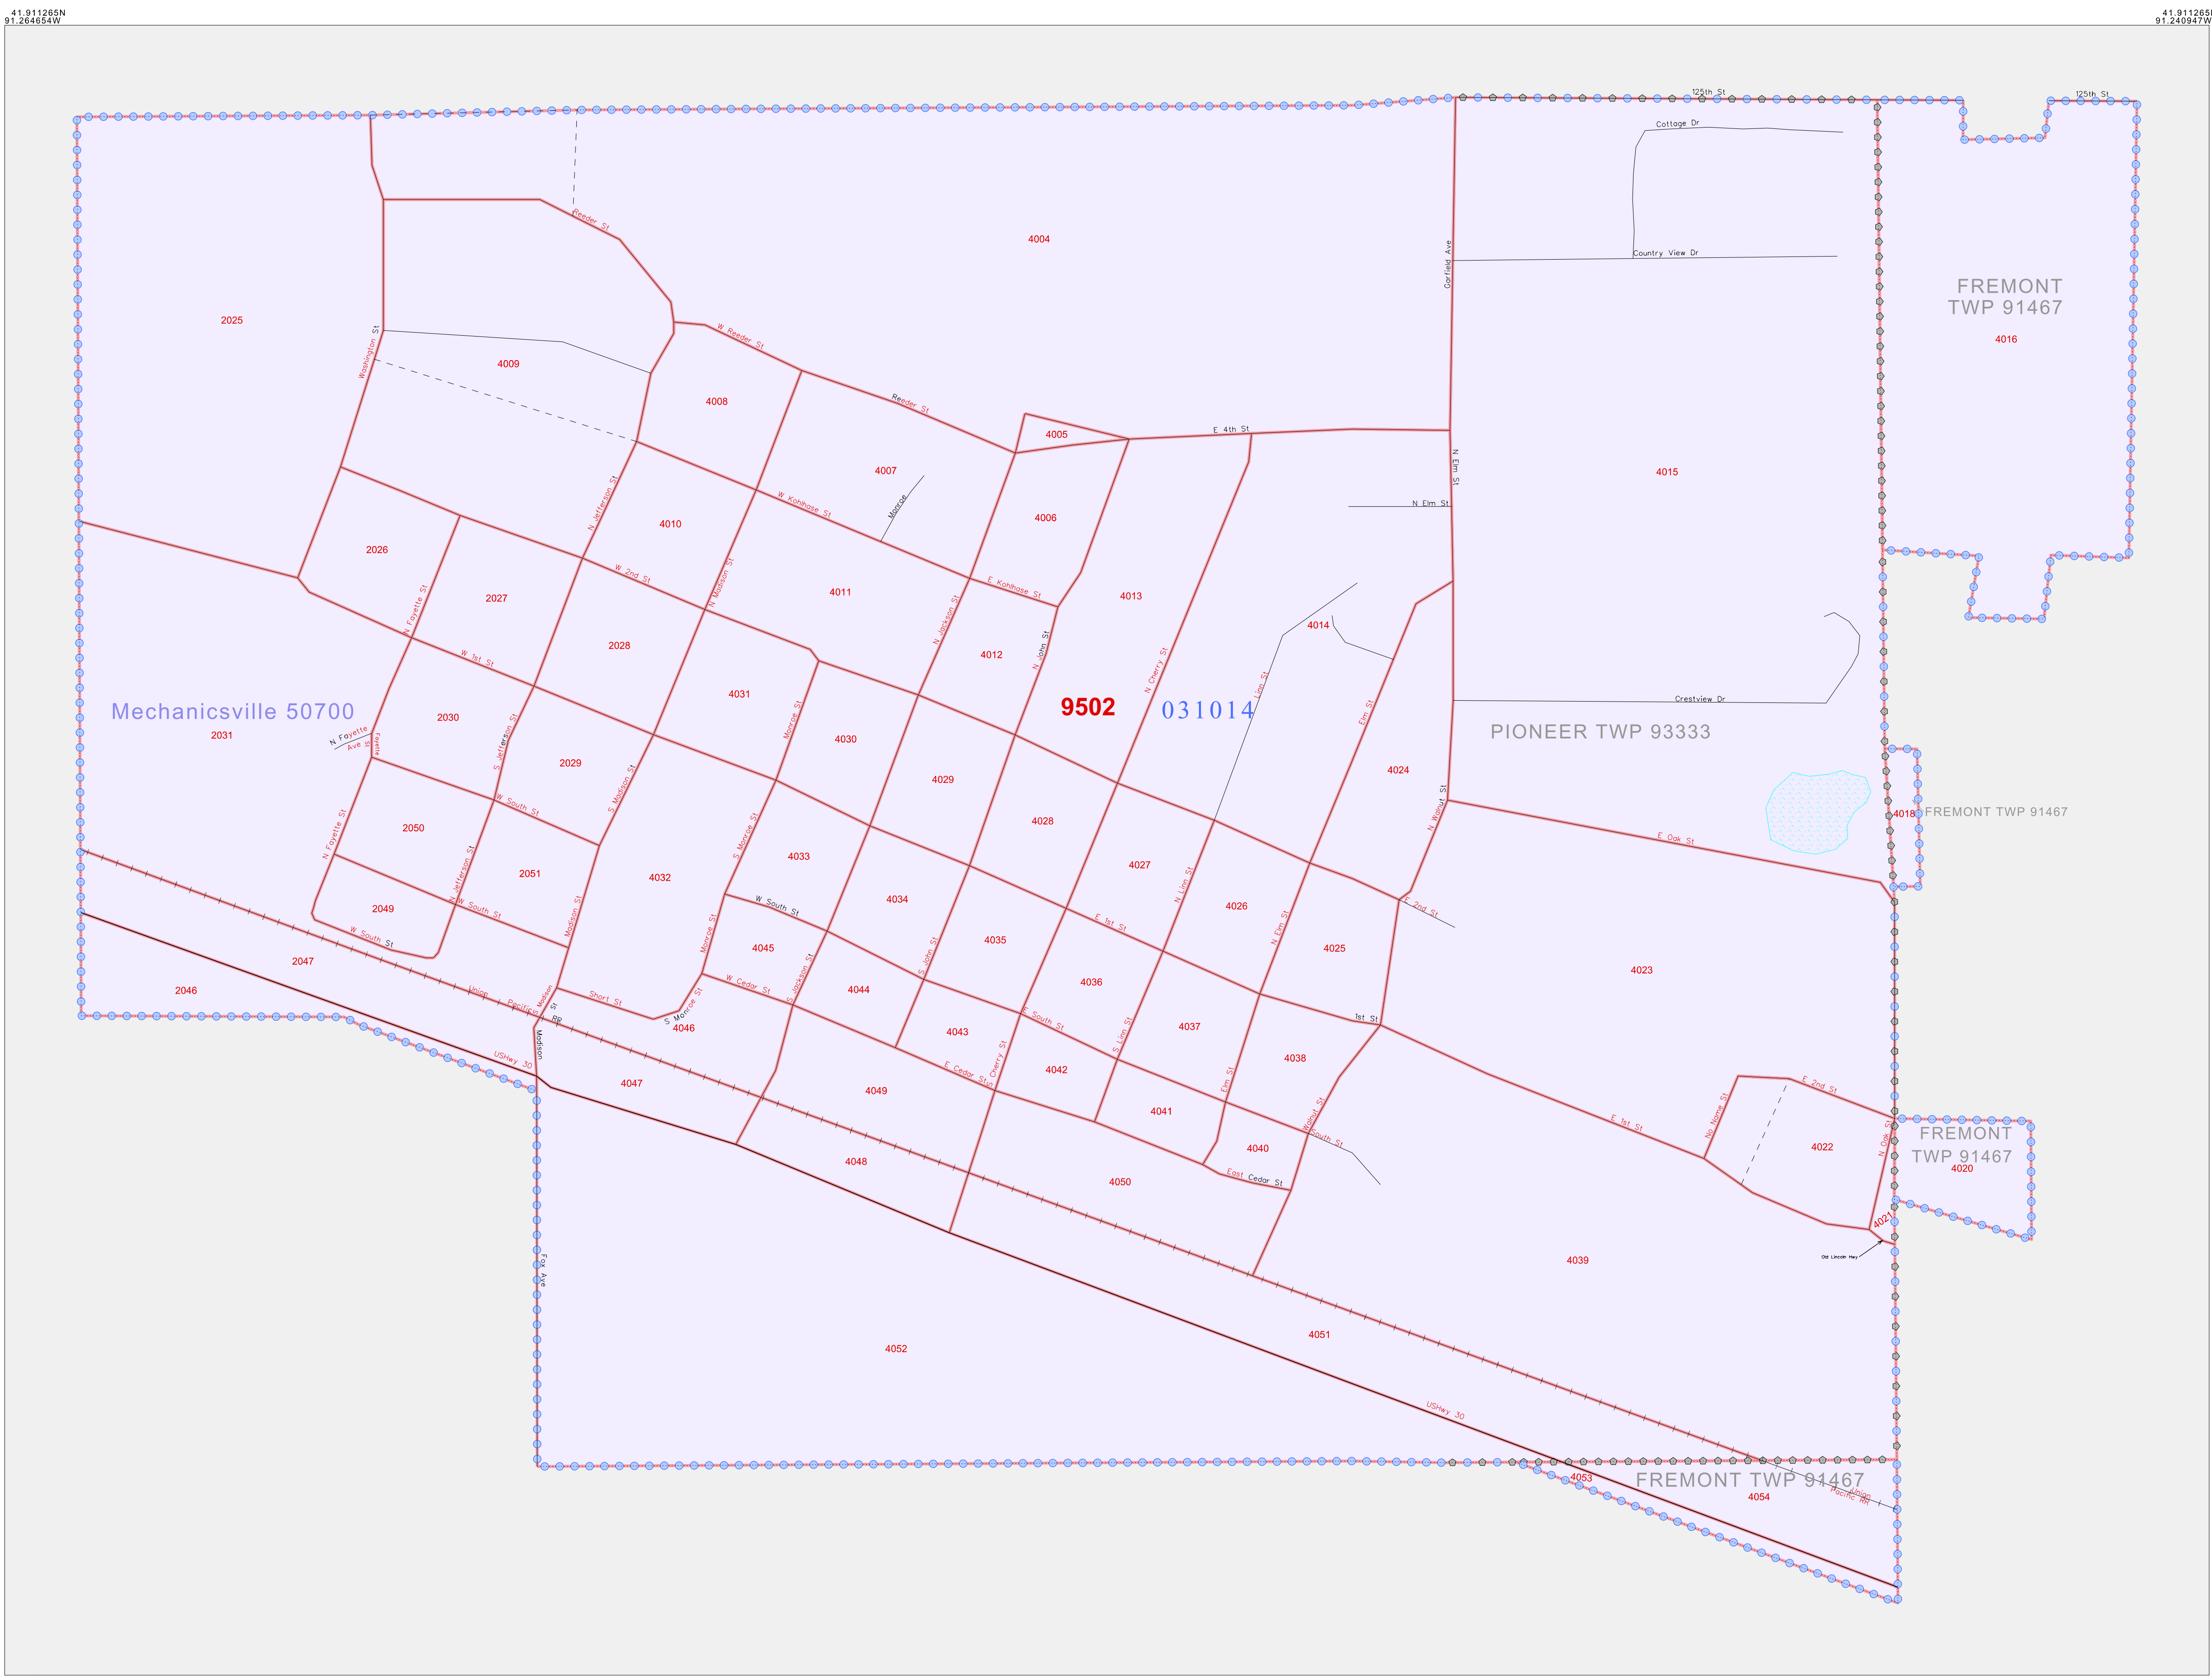 41.911265N
91.264654W
41.911265N
91.240947W
125th St
125th St
Cottage Dr
Country View Dr
Garfield Ave
Reeder St
4004
FREMONT
TWP 91467
4016
2025
Washington St
4009
W Reeder St
4008
Reeder St
4005
E 4th St
N Elm St
4007
Monroe
W Kohlhase St
4015
N Elm St
4006
N Jefferson St
4010
2026
W 2nd St
N Madison St
E Kohlhase St
4011
4013
2027
N Fayette St
N Jackson St
4014
2028
N John St
4012
W 1st St
N Cherry St
Linn St
4031
Crestview Dr
Mechanicsville 50700
9502
031014
Elm St
PIONEER TWP 93333
2031
2030
N Fayette
Ave St
Fayette
S Jefferson St
Monroe St
4030
2029
4029
4024
S Madison St
W South St
N Walnut St
4018
FREMONT TWP 91467
4028
2050
N Fayette St
S Monroe St
E Oak St
4033
4027
2051
4032
N Linn St
N Jefferson St
4034
2049
W South St
W South St
4026
E 2nd St
E 1st St
Madison St
Monroe St
4035
N Elm St
4025
W South St
4045
S John St
2047
2046
4023
W Cedar St
4044
4036
S Jackson St
Union Pacific RR
Madison St
Short St
S Monroe St
4046
E South St
4043
4037
1st St
S Linn St
Madison
USHwy 30
4038
Cherry St
4042
E Cedar St
4047
4049
Elm St
4041
E 2nd St
No Name St
E 1st St
Walnut St
South St
4040
4022
N Oak St
FREMONT
TWP 91467
4020
4048
4050
East Cedar St
4021
Old Lincoln Hwy
Fox Ave
4039
4051
4052
USHwy 30
4053
FREMONT TWP 91467
4054
Union
Pacific RR